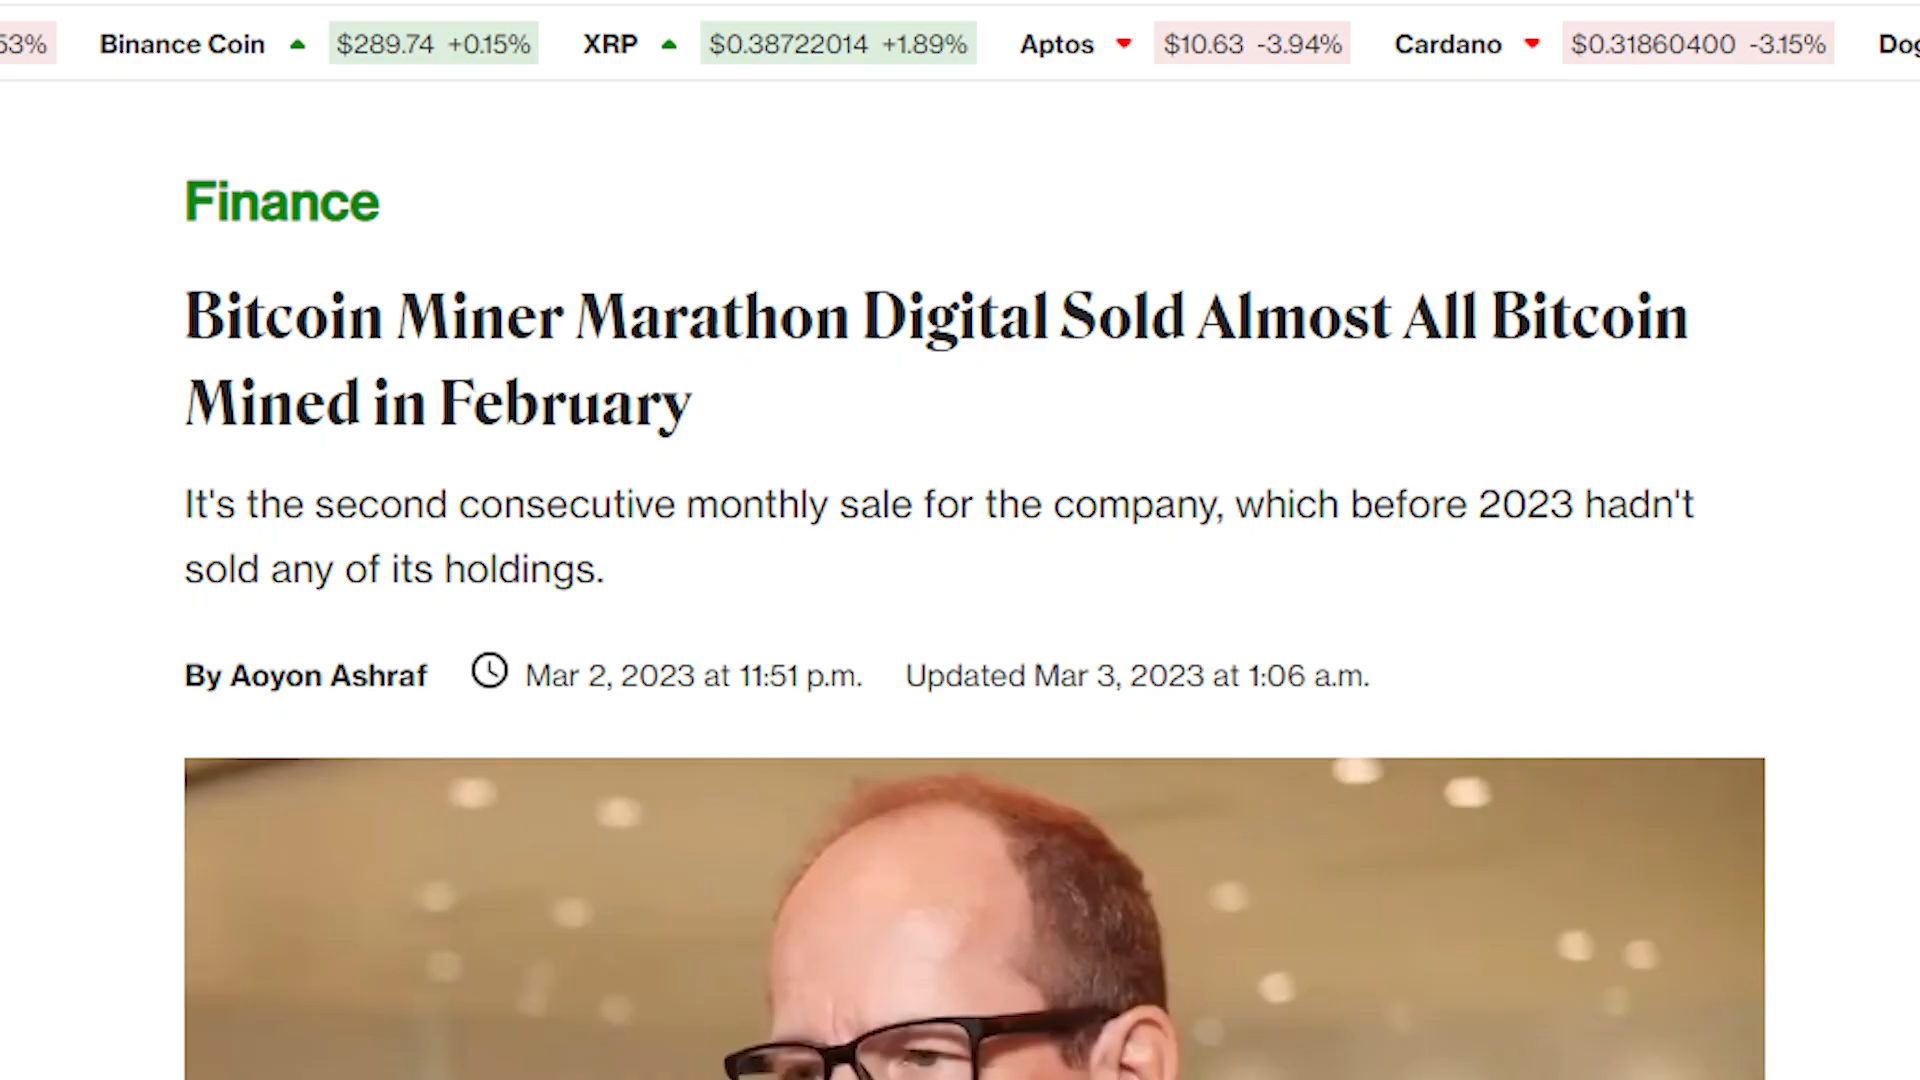 53% Binance Coin $289.74 +0.15% XRP $0.38722014 +1.89% Aptos $10.63 -3.94% Cardano $0.31860400 -3.15% Dog
Finance
Bitcoin Miner Marathon Digital Sold Almost All Bitcoin
Mined in February
It's the second consecutive monthly sale for the company, which before 2023 hadn't
sold any of its holdings.
By Aoyon Ashraf Mar 2, 2023 at 11:51 p.m. Updated Mar 3, 2023 at 1:06 a.m.